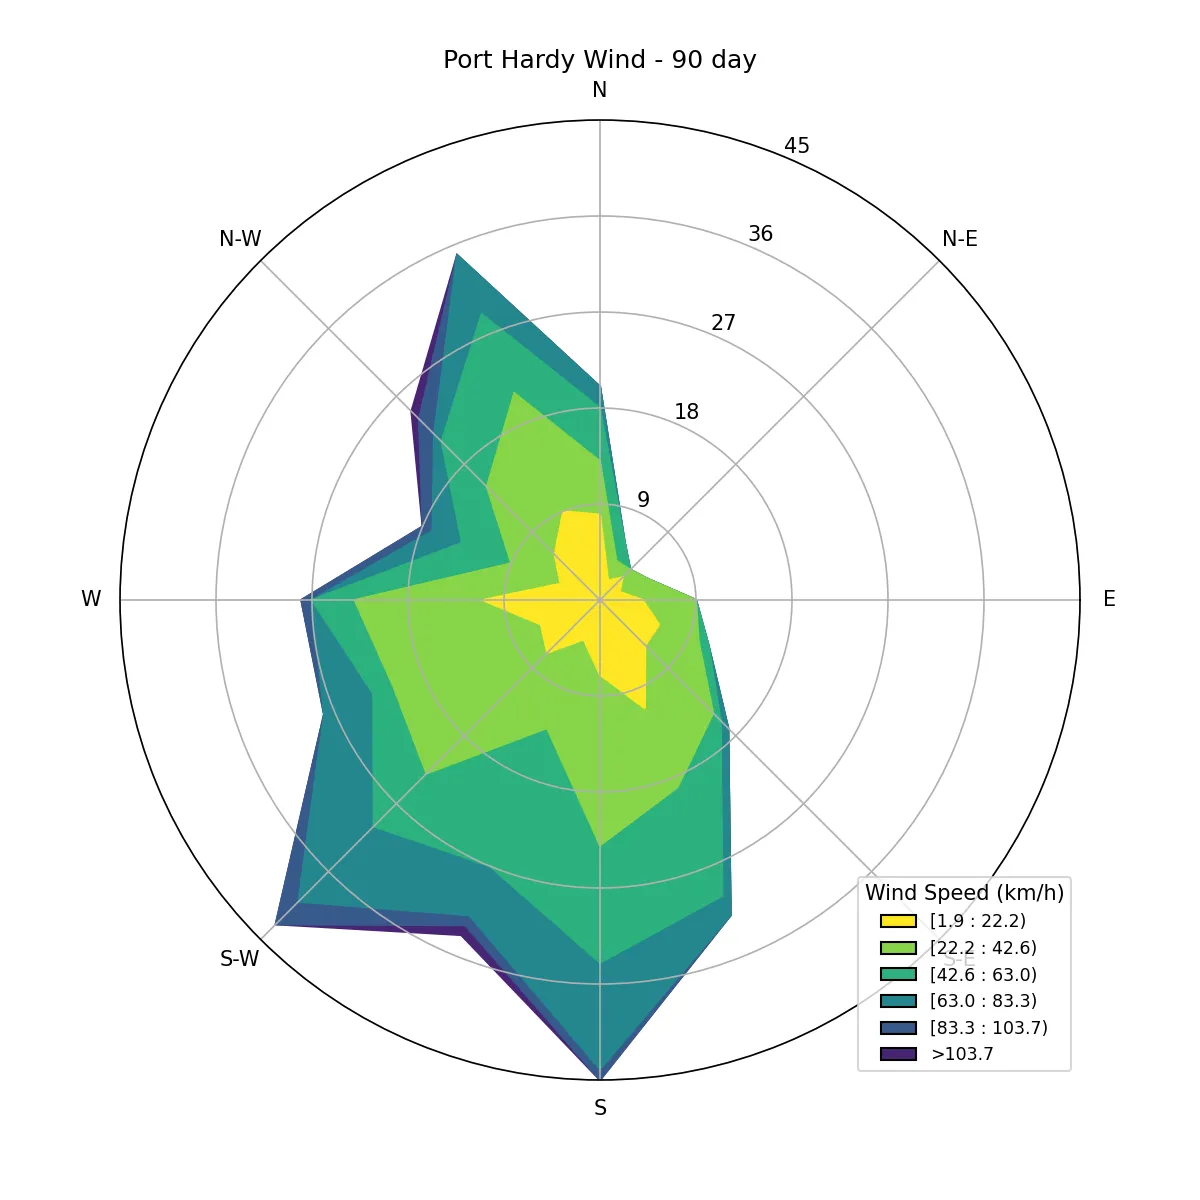 Port Hardy Wind - 90 day
N
45
N-W
36
N-E
27
18
9
W
E
Wind Speed (km/h)
[1.9 : 22.2)
[22.2 : 42.6)
S-W
S-E
[42.6 : 63.0)
[63.0 : 83.3)
[83.3 : 103.7)
>103.7
S